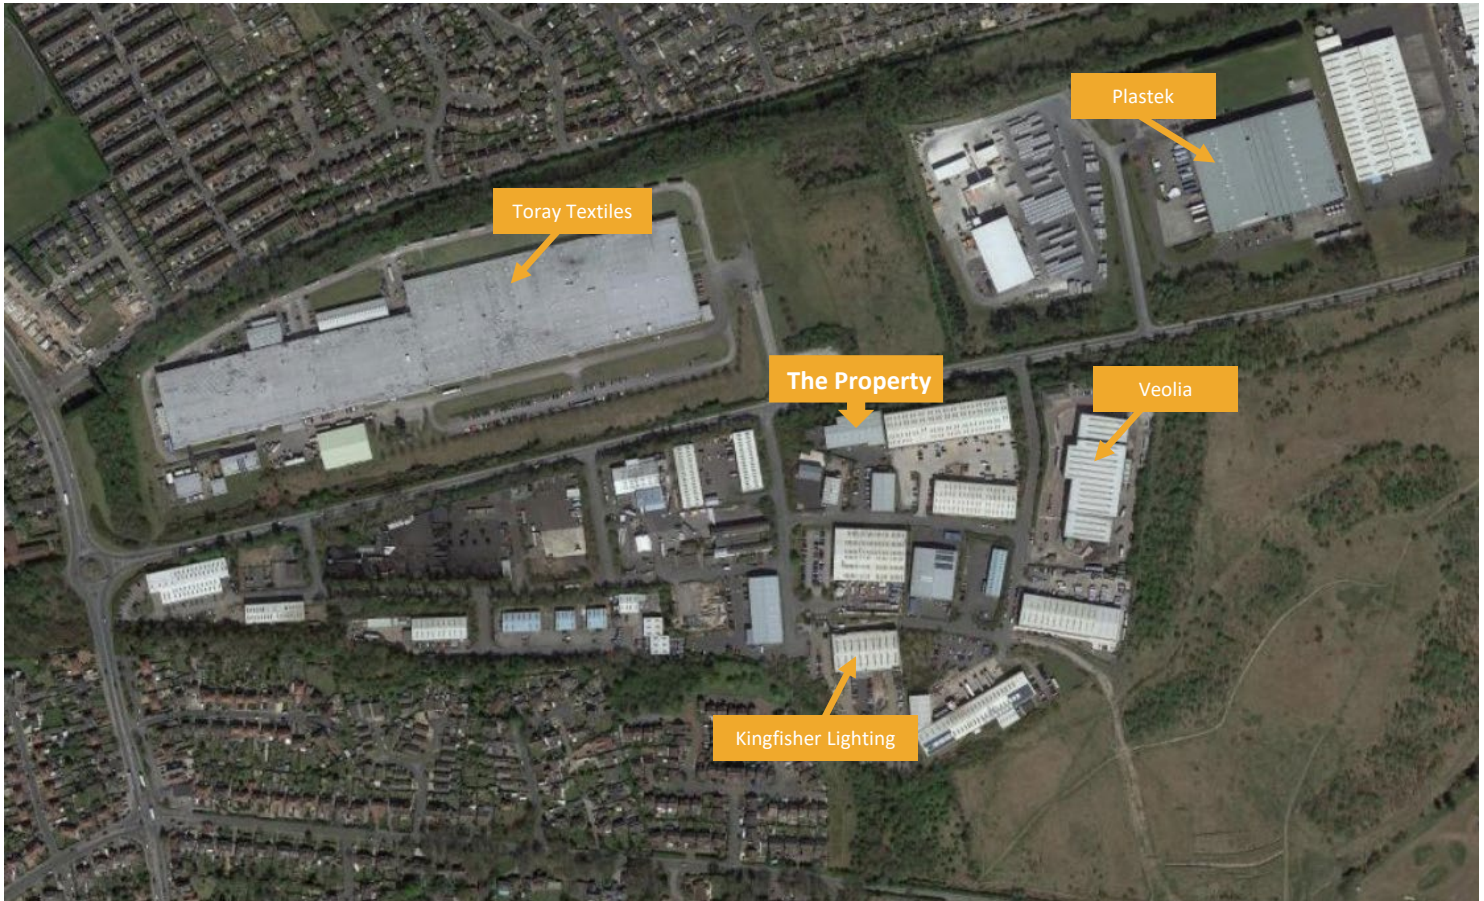 Plastek
Toray Textiles
The Property
Veolia
Kingfisher Lighting